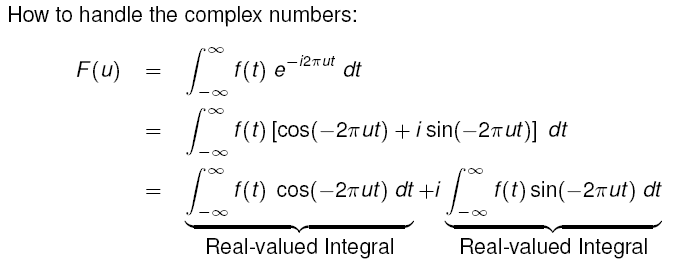 How to handle the complex numbers:
F(u) = ∫_{−∞}^{∞} f(t) e^{−i2πut} dt
= ∫_{−∞}^{∞} f(t) [cos(−2πut) + i sin(−2πut)] dt
= ∫_{−∞}^{∞} f(t) cos(−2πut) dt +i ∫_{−∞}^{∞} f(t) sin(−2πut) dt
Real-valued Integral Real-valued Integral